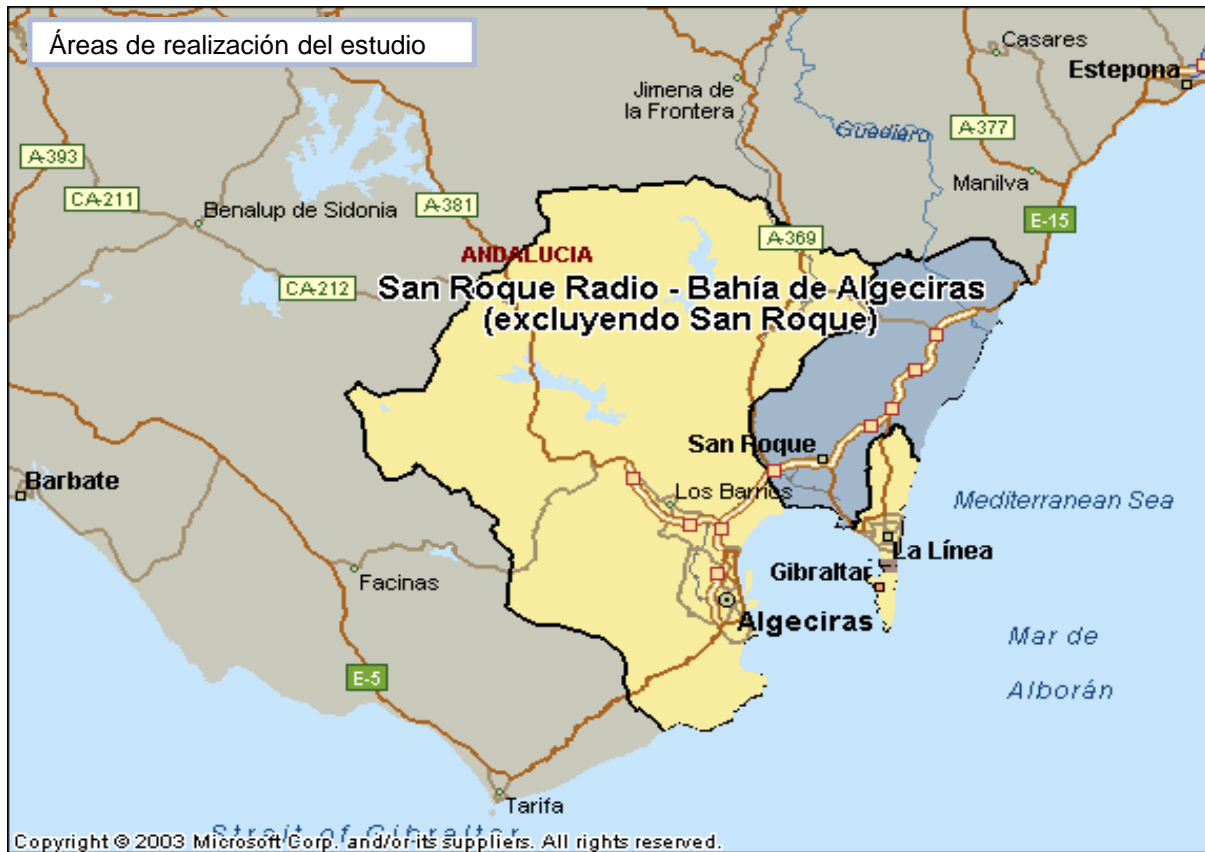 Áreas de realización del estudio
Casares
Estepona
Jimena de
la Frontera
Guadiaro
A-377
A-393
Manilva
CA-211
Benalup de Sidonia
A-381
E-15
A-369
ANDALUCIA
CA-212
San Roque Radio - Bahía de Algeciras
(excluyendo San Roque)
San Roque
Barbate
Los Barrios
Mediterranean Sea
La Línea
Facinas
Gibraltar
Algeciras
Mar de
Alborán
E-5
Tarifa
Strait of Gibraltar
Copyright © 2003 Microsoft Corp. and/or its suppliers. All rights reserved.